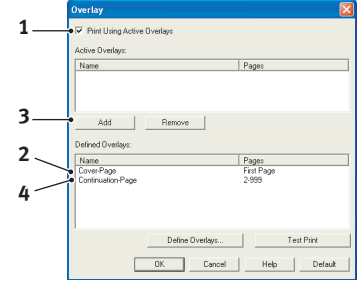 Overlay
1
Print Using Active Overlays
Active Overlays:
Name Pages
3
Add Remove
Defined Overlays:
Name Pages
2
Cover-Page First Page
4
Continuation-Page 2-999
Define Overlays... Test Print
OK Cancel Help Default